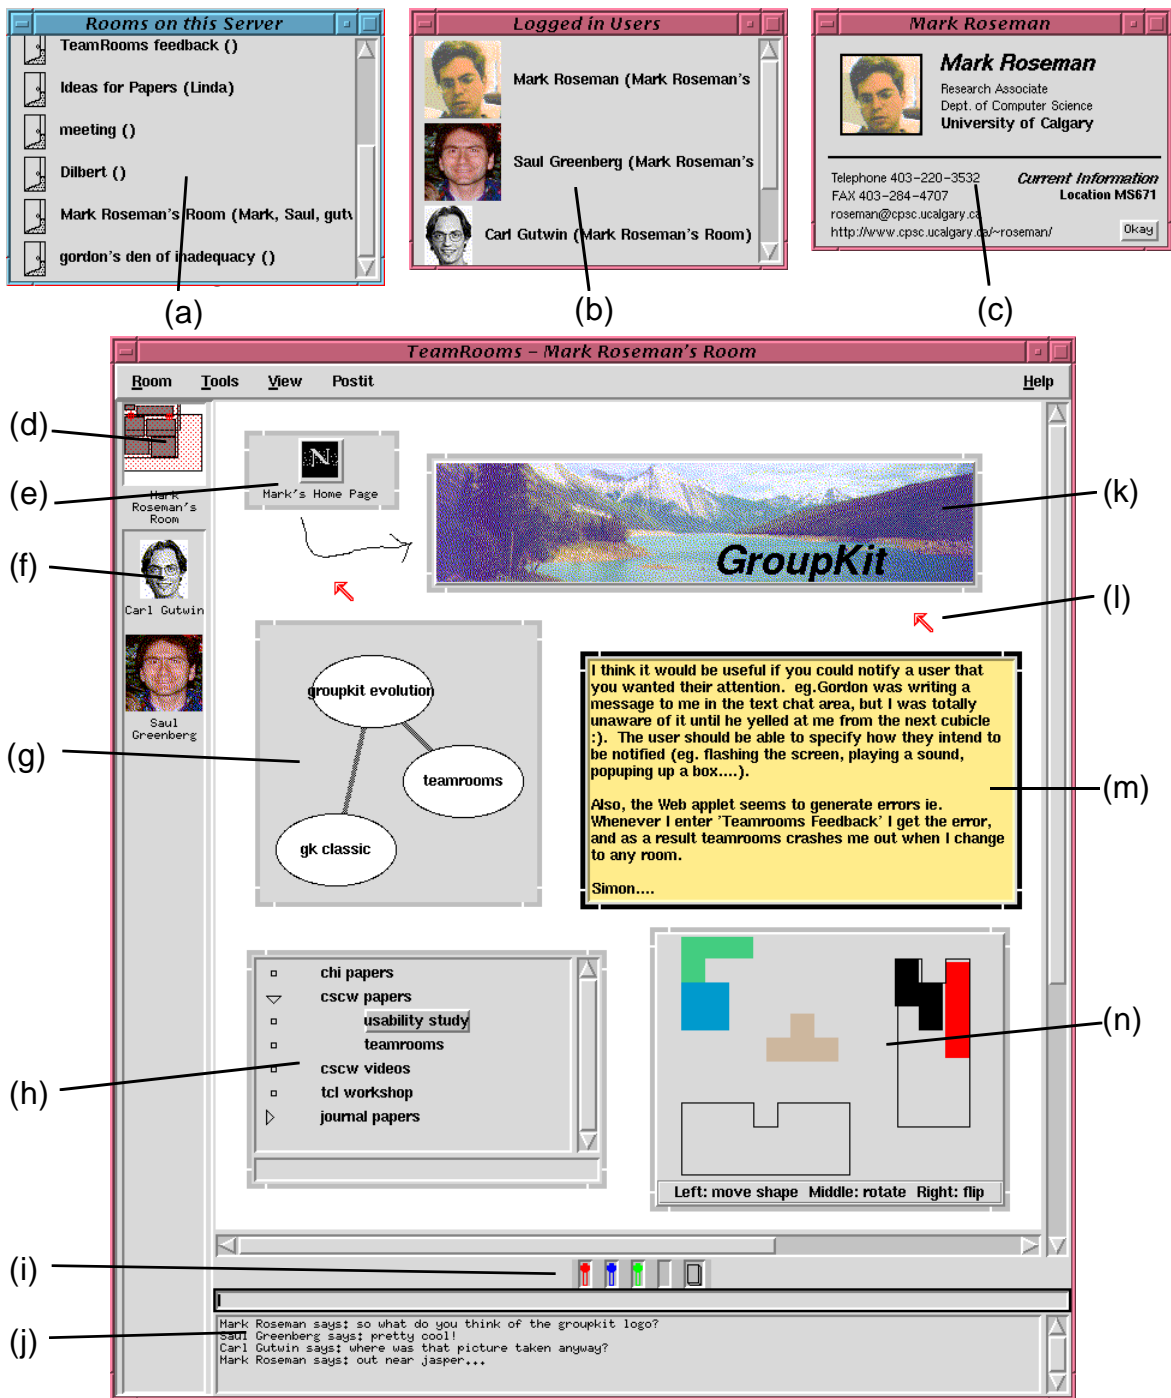 Rooms on this Server
TeamRooms feedback ()
Ideas for Papers (Linda)
meeting ()
Dilbert ()
Mark Roseman's Room (Mark, Saul, gutw
gordon's den of inadequacy ()
(a)
Logged in Users
Mark Roseman (Mark Roseman's
Saul Greenberg (Mark Roseman's
Carl Gutwin (Mark Roseman's Room)
(b)
Mark Roseman
Mark Roseman
Research Associate
Dept. of Computer Science
University of Calgary
Telephone 403-220-3532
Current Information
FAX 403-284-4707
Location MS671
roseman@cpsc.ucalgary.ca
http://www.cpsc.ucalgary.ca/~roseman/
Okay
(c)
TeamRooms – Mark Roseman's Room
Room Tools View Postit Help
(d)
(e)
(f)
(g)
(h)
(i)
(j)
Mark
Roseman's
Room
Carl Gutwin
Saul
Greenberg
N
Mark's Home Page
GroupKit
(k)
(l)
groupkit evolution
teamrooms
gk classic
I think it would be useful if you could notify a user that
you wanted their attention. eg.Gordon was writing a
message to me in the text chat area, but I was totally
unaware of it until he yelled at me from the next cubicle
:). The user should be able to specify how they intend to
be notified (eg. flashing the screen, playing a sound,
popuping up a box....).
Also, the Web applet seems to generate errors ie.
Whenever I enter 'Teamrooms Feedback' I get the error,
and as a result teamrooms crashes me out when I change
to any room.
Simon....
(m)
chi papers
cscw papers
usability study
teamrooms
cscw videos
tcl workshop
journal papers
(n)
Left: move shape Middle: rotate Right: flip
Mark Roseman says: so what do you think of the groupkit logo?
Saul Greenberg says: pretty cool!
Carl Gutwin says: where was that picture taken anyway?
Mark Roseman says: out near jasper...